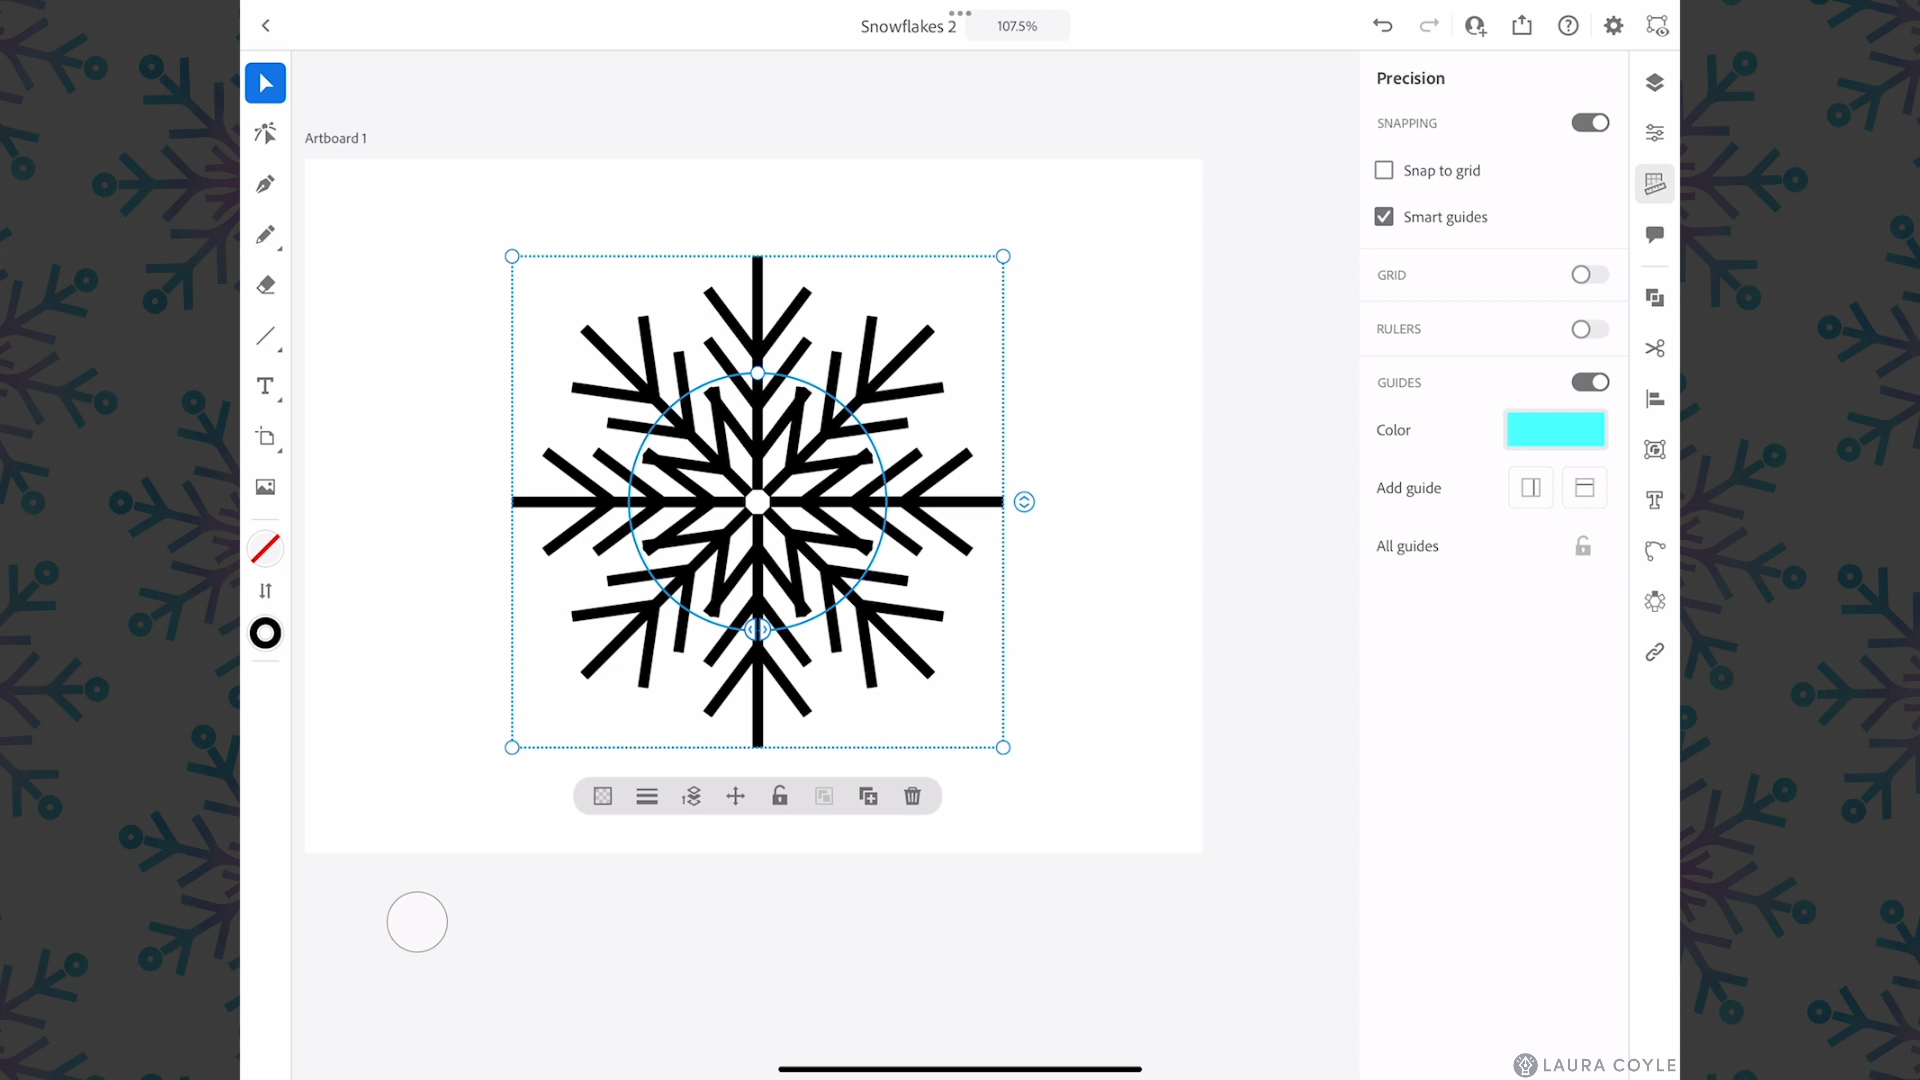 Snowflakes 2
107.5%
Artboard 1
Precision
SNAPPING
Snap to grid
Smart guides
GRID
RULERS
GUIDES
Color
Add guide
All guides
LAURA COYLE